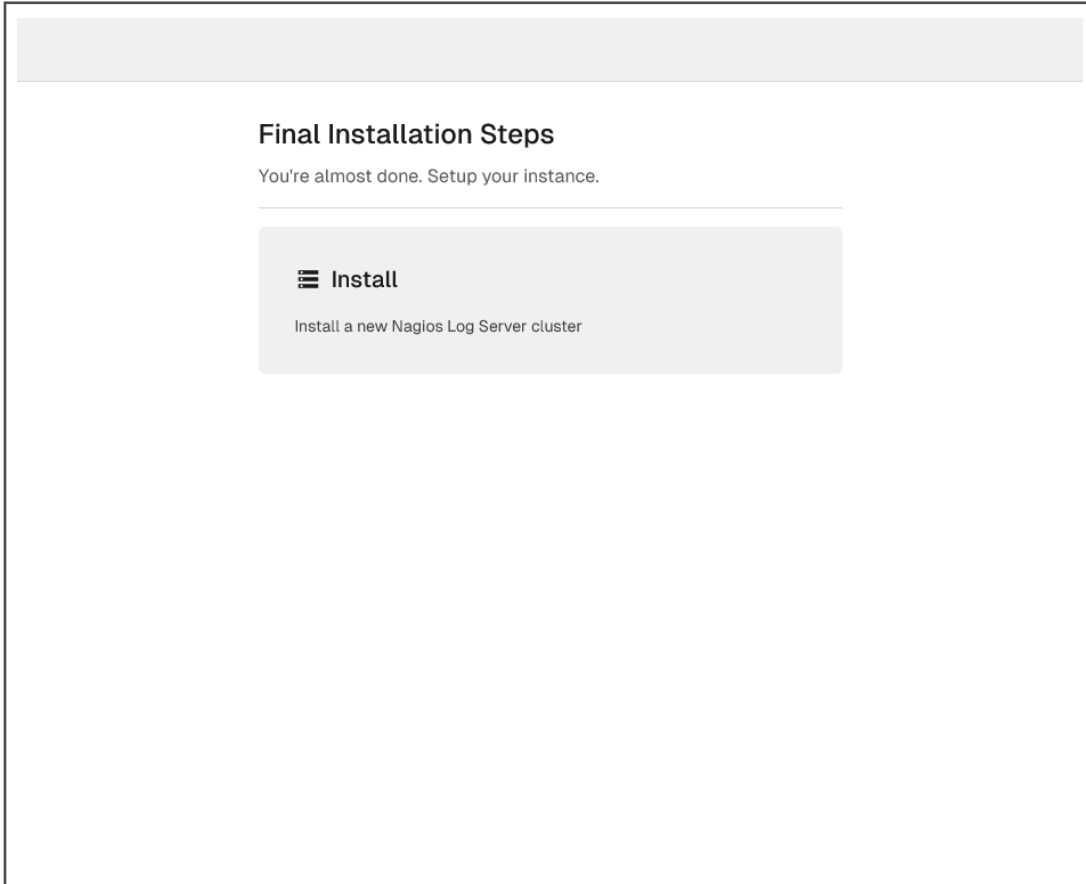 Final Installation Steps
You're almost done. Setup your instance.
Install
Install a new Nagios Log Server cluster